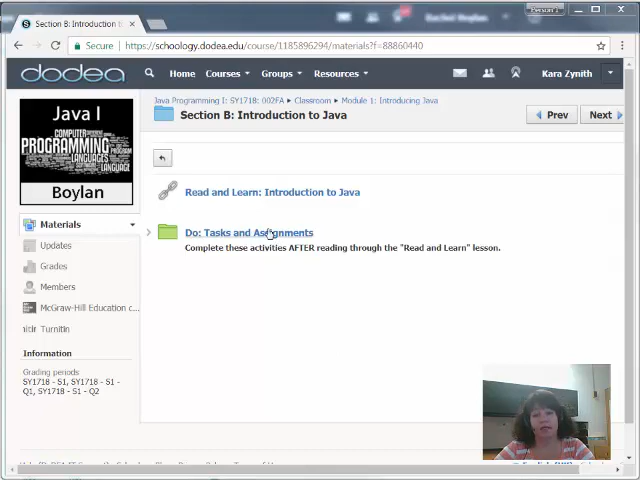 Person 1
Section B: Introduction to
Secure
https://schoology.dodea.edu/course/1185896294/materials?f=88860440
dodea
Home
Courses
Groups
Resources
Kara Zynith
Java Programming I: SY1718: 002FA
Classroom
Module 1: Introducing Java
Section B: Introduction to Java
Prev
Next
Java I
COMPUTER
PROGRAMMING
LANGUAGES
Boylan
Read and Learn: Introduction to Java
Do: Tasks and Assignments
Complete these activities AFTER reading through the "Read and Learn" lesson.
Materials
Updates
Grades
Members
McGraw-Hill Education c...
Turnitin
Information
Grading periods
SY1718 - S1, SY1718 - S1 -
Q1, SY1718 - S1 - Q2